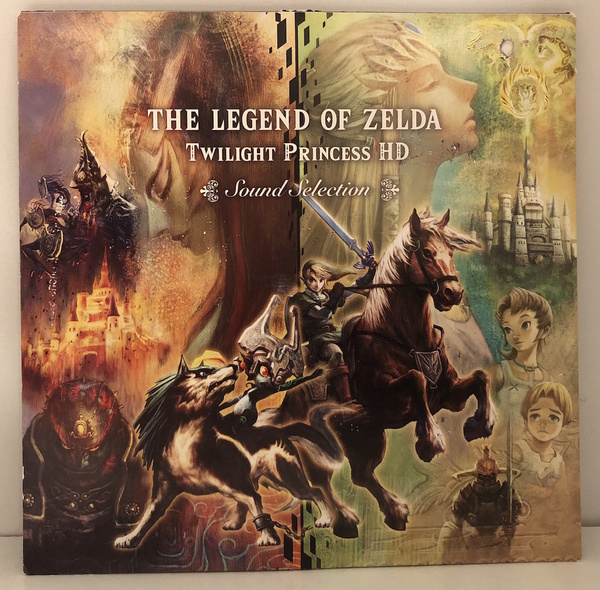 THE LEGEND OF ZELDA
TWILIGHT PRINCESS HD
Sound Selection